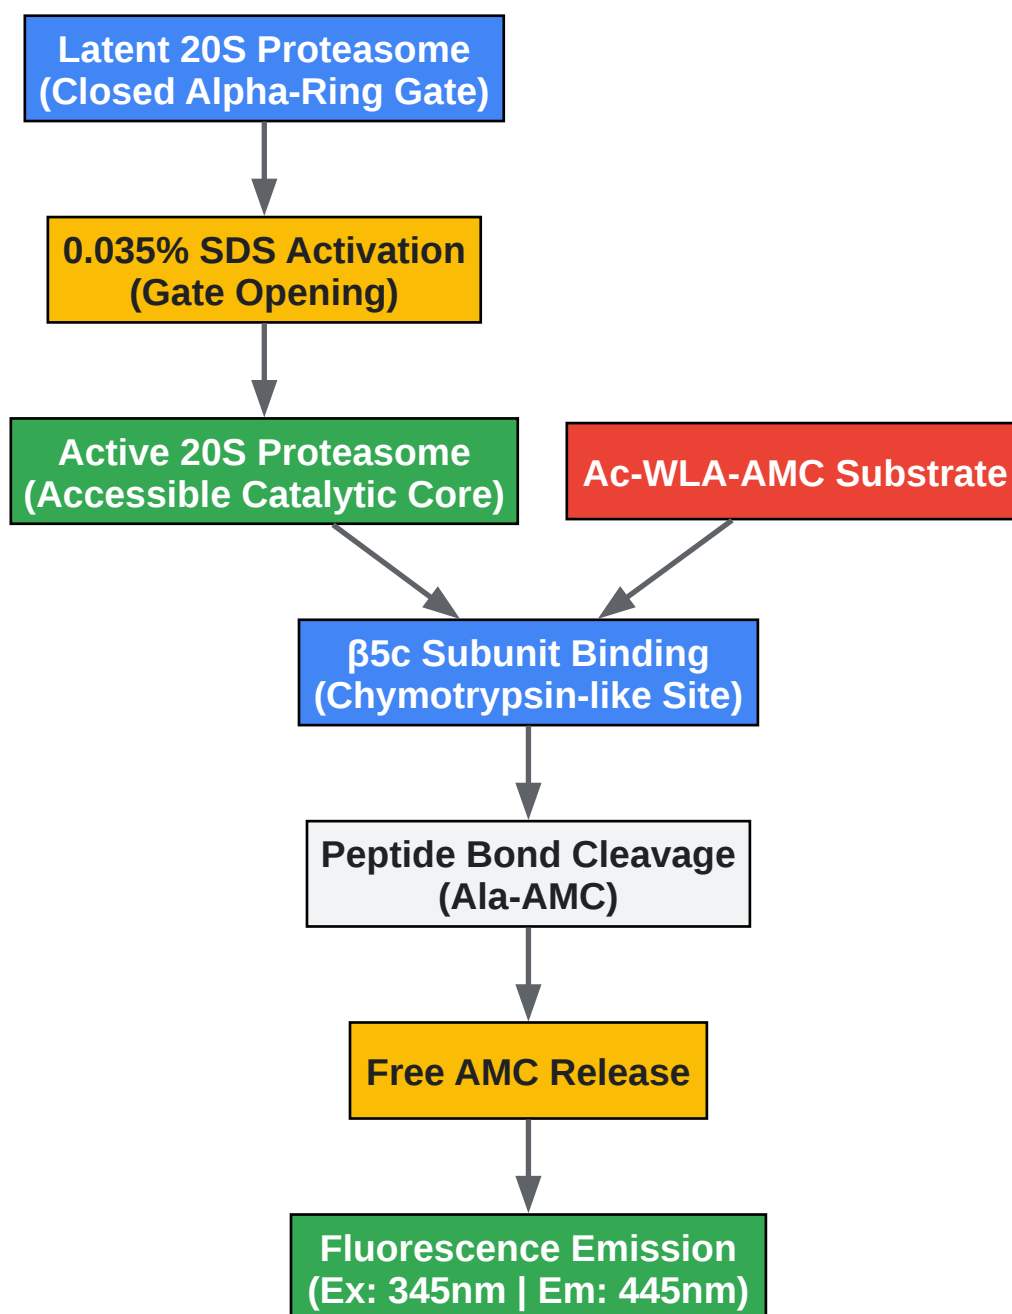 Latent 20S Proteasome
(Closed Alpha-Ring Gate)
0.035% SDS Activation
(Gate Opening)
Active 20S Proteasome
(Accessible Catalytic Core)
Ac-WLA-AMC Substrate
β5c Subunit Binding
(Chymotrypsin-like Site)
Peptide Bond Cleavage
(Ala-AMC)
Free AMC Release
Fluorescence Emission
(Ex: 345nm | Em: 445nm)